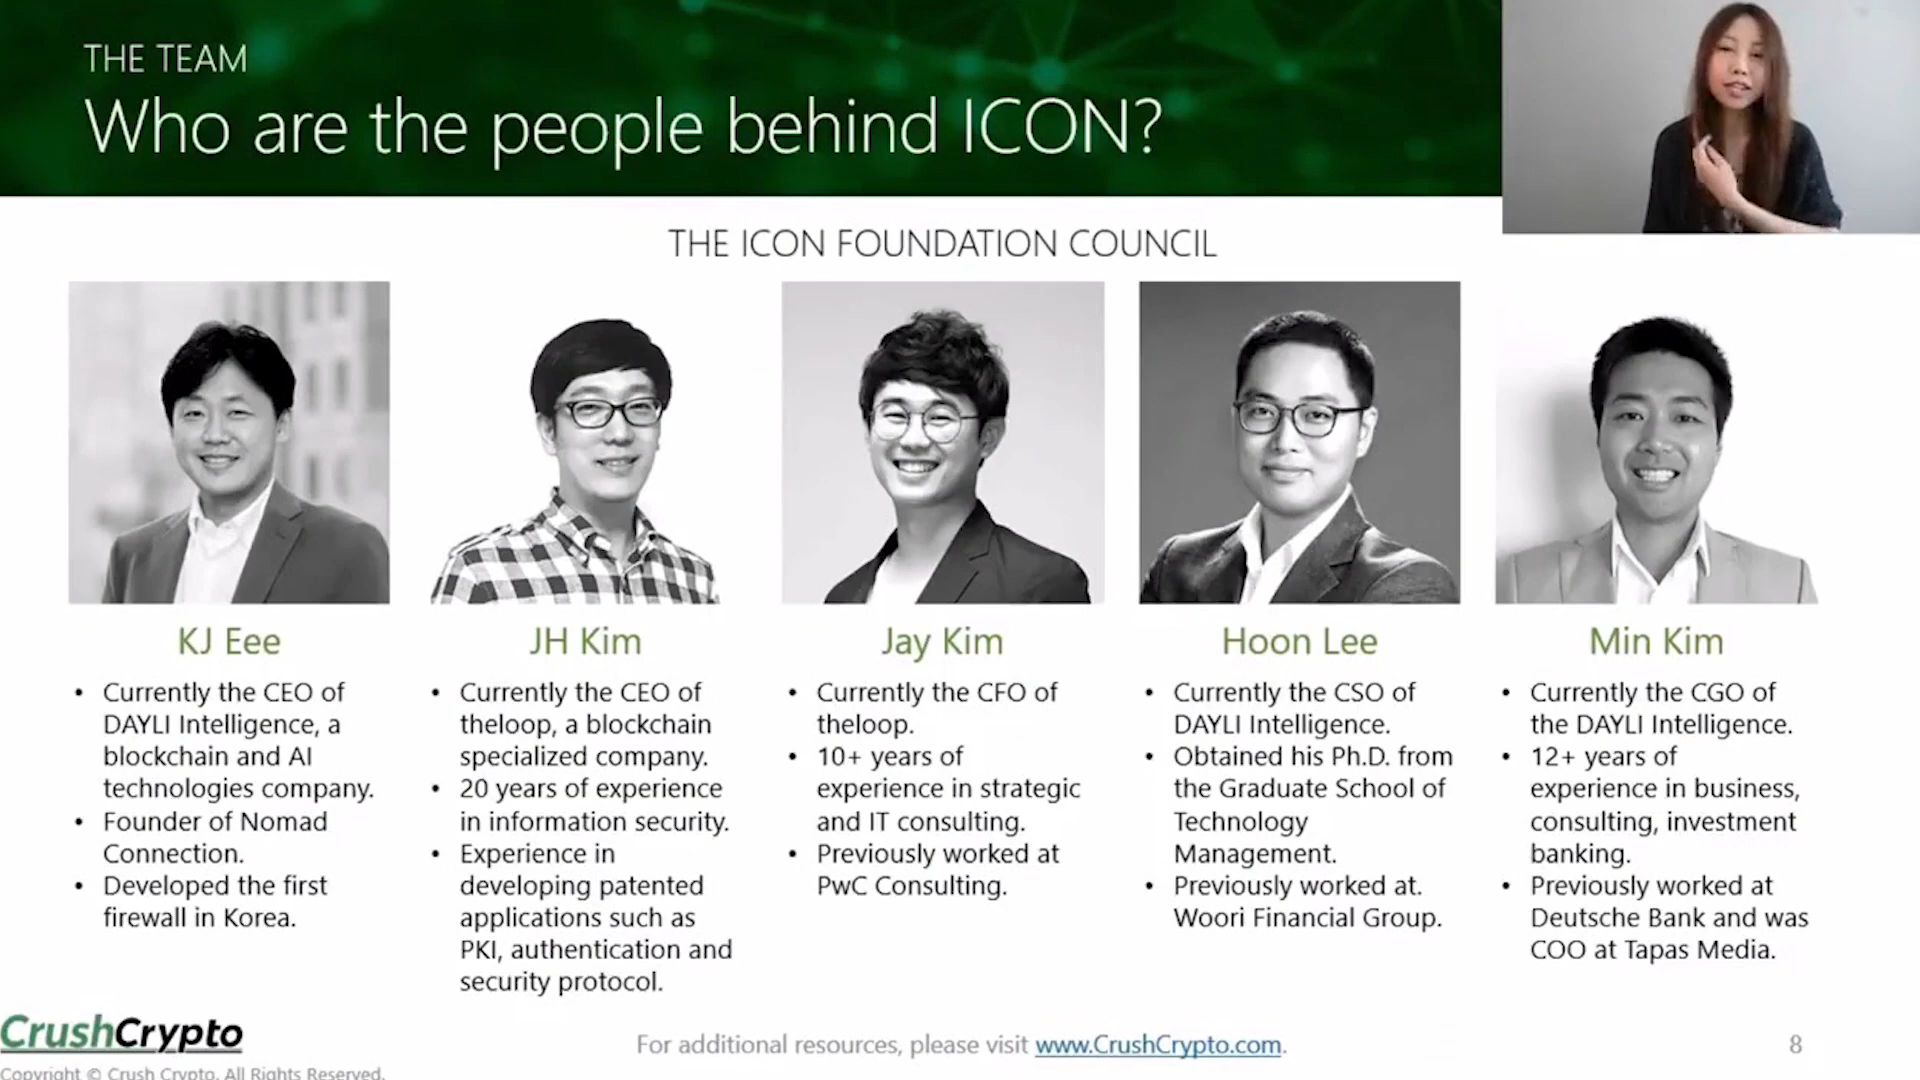 THE TEAM
Who are the people behind ICON?
THE ICON FOUNDATION COUNCIL
KJ Eee
• Currently the CEO of
DAYLI Intelligence, a
blockchain and AI
technologies company.
• Founder of Nomad
Connection.
• Developed the first
firewall in Korea.
JH Kim
• Currently the CEO of
theloop, a blockchain
specialized company.
• 20 years of experience
in information security.
• Experience in
developing patented
applications such as
PKI, authentication and
security protocol.
Jay Kim
• Currently the CFO of
theloop.
• 10+ years of
experience in strategic
and IT consulting.
• Previously worked at
PwC Consulting.
Hoon Lee
• Currently the CSO of
DAYLI Intelligence.
• Obtained his Ph.D. from
the Graduate School of
Technology
Management.
• Previously worked at.
Woori Financial Group.
Min Kim
• Currently the CGO of
the DAYLI Intelligence.
• 12+ years of
experience in business,
consulting, investment
banking.
• Previously worked at
Deutsche Bank and was
COO at Tapas Media.
CrushCrypto
Copyright © Crush Crypto. All Rights Reserved.
For additional resources, please visit www.CrushCrypto.com.
8